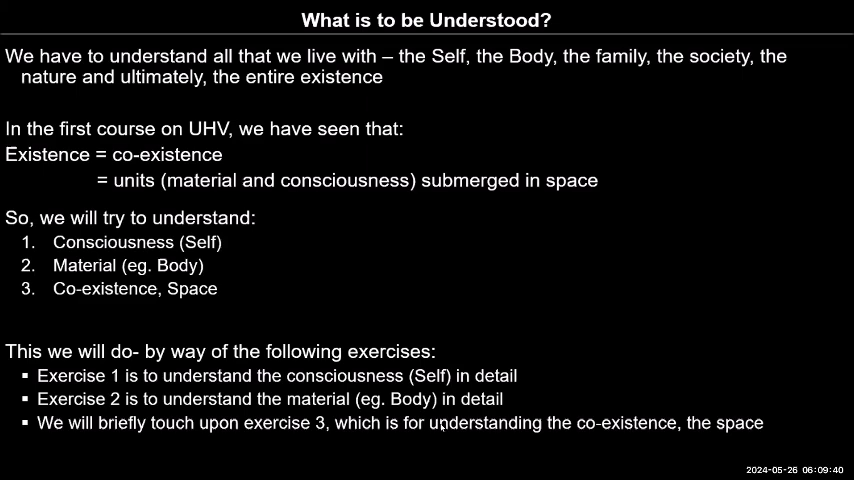 What is to be Understood?
We have to understand all that we live with – the Self, the Body, the family, the society, the
nature and ultimately, the entire existence
In the first course on UHV, we have seen that:
Existence = co-existence
= units (material and consciousness) submerged in space
So, we will try to understand:
1. Consciousness (Self)
2. Material (eg. Body)
3. Co-existence, Space
This we will do- by way of the following exercises:
▪ Exercise 1 is to understand the consciousness (Self) in detail
▪ Exercise 2 is to understand the material (eg. Body) in detail
▪ We will briefly touch upon exercise 3, which is for understanding the co-existence, the space
2024-05-26 06:09:40